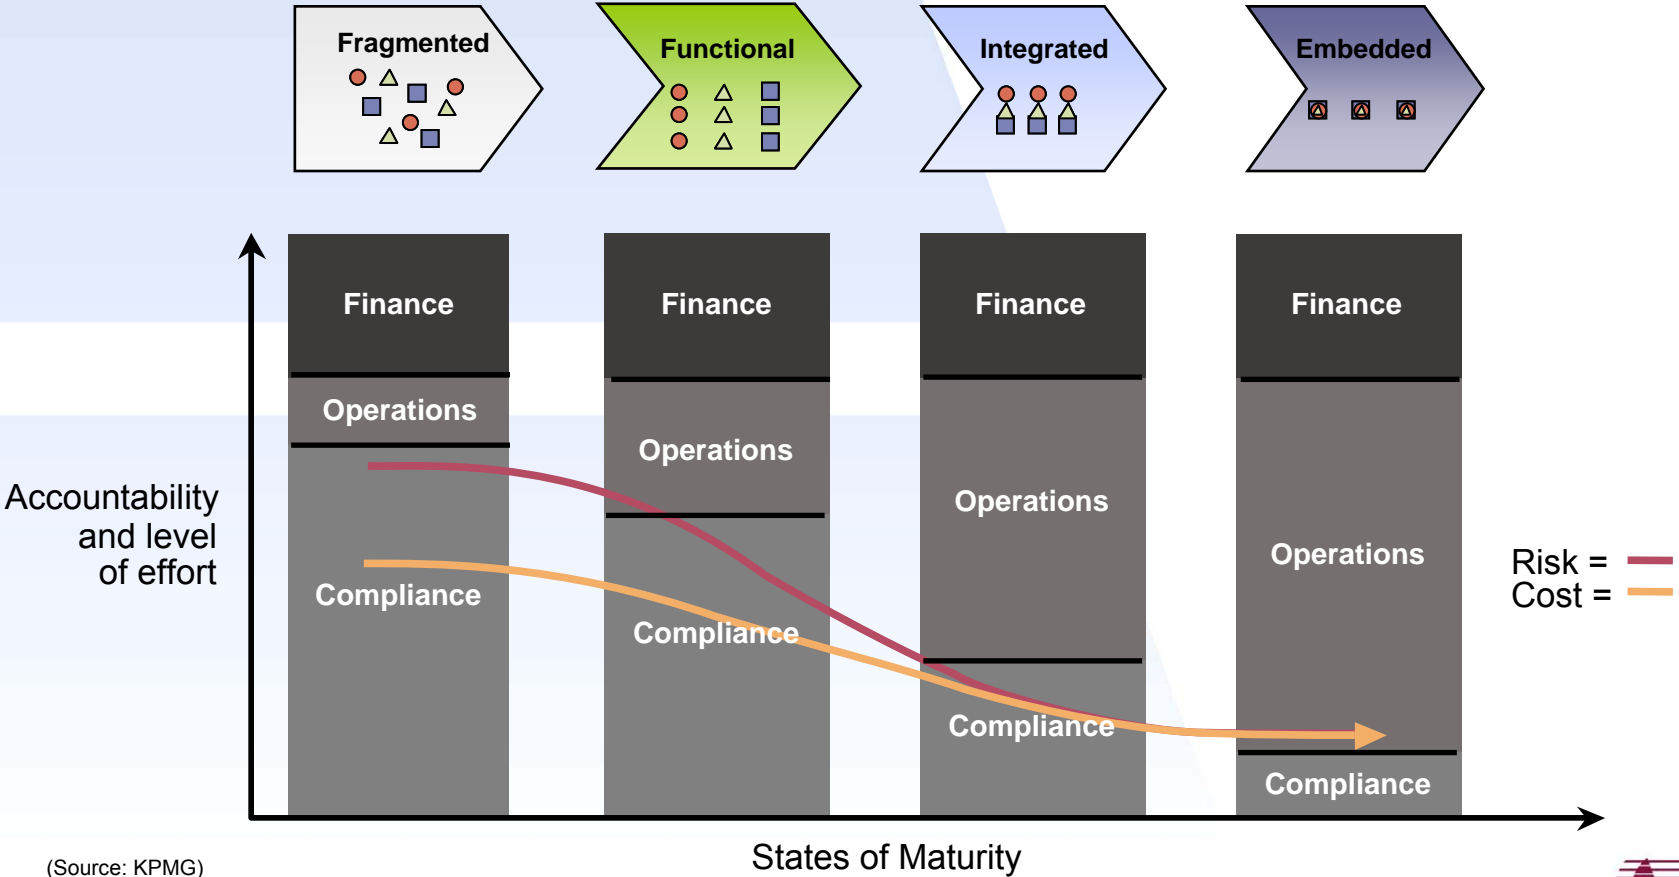 Fragmented
Functional
Integrated
Embedded
Finance
Finance
Finance
Finance
Operations
Operations
Operations
Operations
Accountability
and level
of effort
Compliance
Compliance
Compliance
Compliance
Risk =
Cost =
States of Maturity
(Source: KPMG)